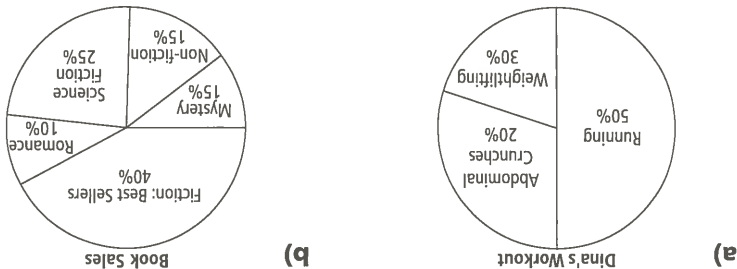 a)
Dina's Workout
Abdominal
Crunches
20%
Running
50%
Weightlifting
30%
b)
Book Sales
Fiction: Best Sellers
40%
Romance
10%
Mystery
15%
Science
Fiction
25%
Non-fiction
15%